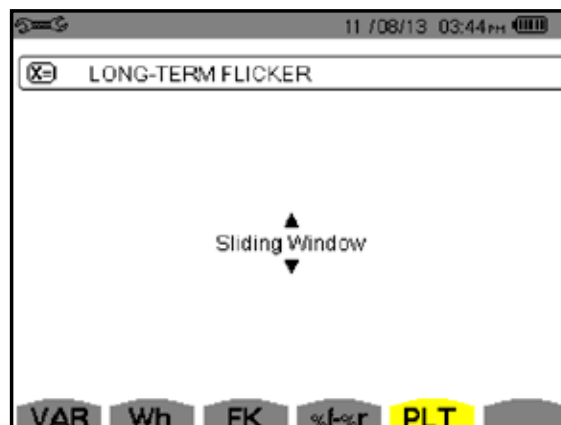 11 /08/13 03:44PM
X= LONG-TERM FLICKER
Sliding Window
VAR Wh FK %f-%r PLT